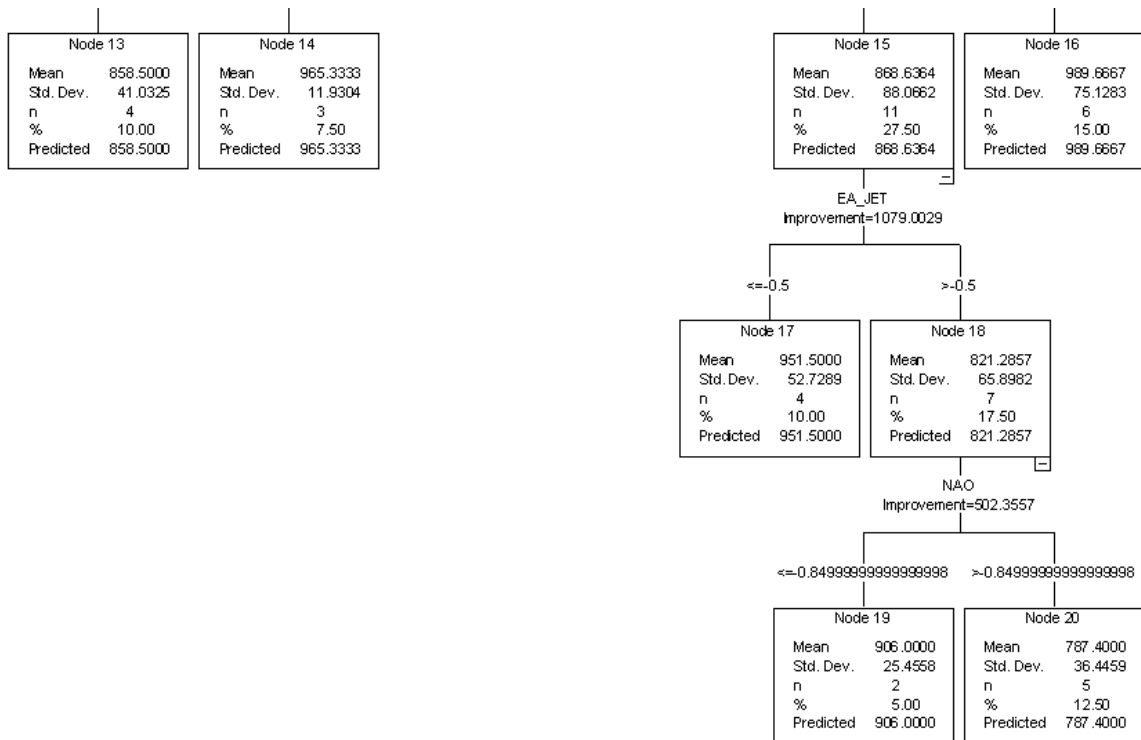 Node 13
Mean 858.5000
Std. Dev. 41.0325
n 4
% 10.00
Predicted 858.5000
Node 14
Mean 965.3333
Std. Dev. 11.9304
n 3
% 7.50
Predicted 965.3333
Node 15
Mean 868.6364
Std. Dev. 88.0662
n 11
% 27.50
Predicted 868.6364
Node 16
Mean 989.6667
Std. Dev. 75.1283
n 6
% 15.00
Predicted 989.6667
EA_JET
Improvement=1079.0029
<=-0.5
>-0.5
Node 17
Mean 951.5000
Std. Dev. 52.7289
n 4
% 10.00
Predicted 951.5000
Node 18
Mean 821.2857
Std. Dev. 65.8982
n 7
% 17.50
Predicted 821.2857
NAO
Improvement=502.3557
<=-0.84999999999999998
>-0.84999999999999998
Node 19
Mean 906.0000
Std. Dev. 25.4558
n 2
% 5.00
Predicted 906.0000
Node 20
Mean 787.4000
Std. Dev. 36.4459
n 5
% 12.50
Predicted 787.4000